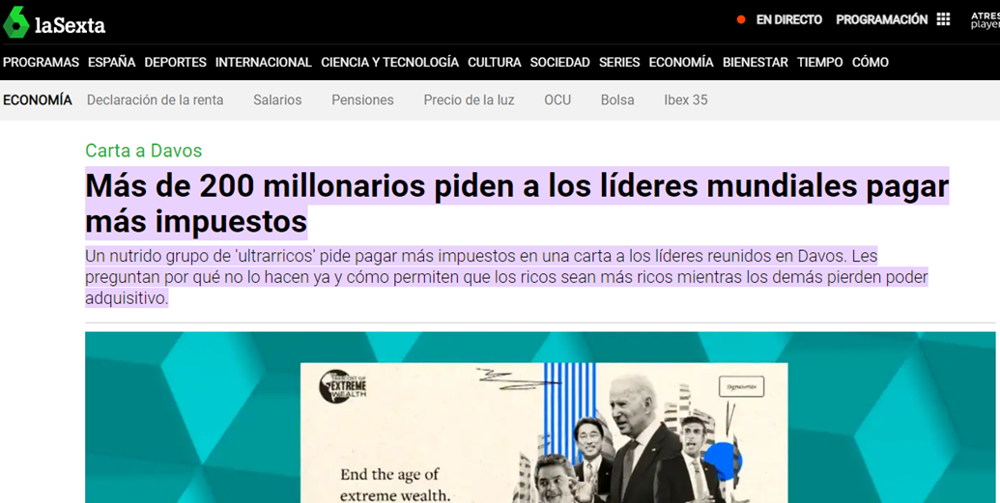 laSexta
EN DIRECTO PROGRAMACIÓN ATRES
player
PROGRAMAS ESPAÑA DEPORTES INTERNACIONAL CIENCIA Y TECNOLOGÍA CULTURA SOCIEDAD SERIES ECONOMÍA BIENESTAR TIEMPO CÓMO
ECONOMÍA Declaración de la renta Salarios Pensiones Precio de la luz OCU Bolsa Ibex 35
Carta a Davos
Más de 200 millonarios piden a los líderes mundiales pagar
más impuestos
Un nutrido grupo de 'ultrarricos' pide pagar más impuestos en una carta a los líderes reunidos en Davos. Les
preguntan por qué no lo hacen ya y cómo permiten que los ricos sean más ricos mientras los demás pierden poder
adquisitivo.
EXTREME
WEALTH
End the age of
extreme wealth.